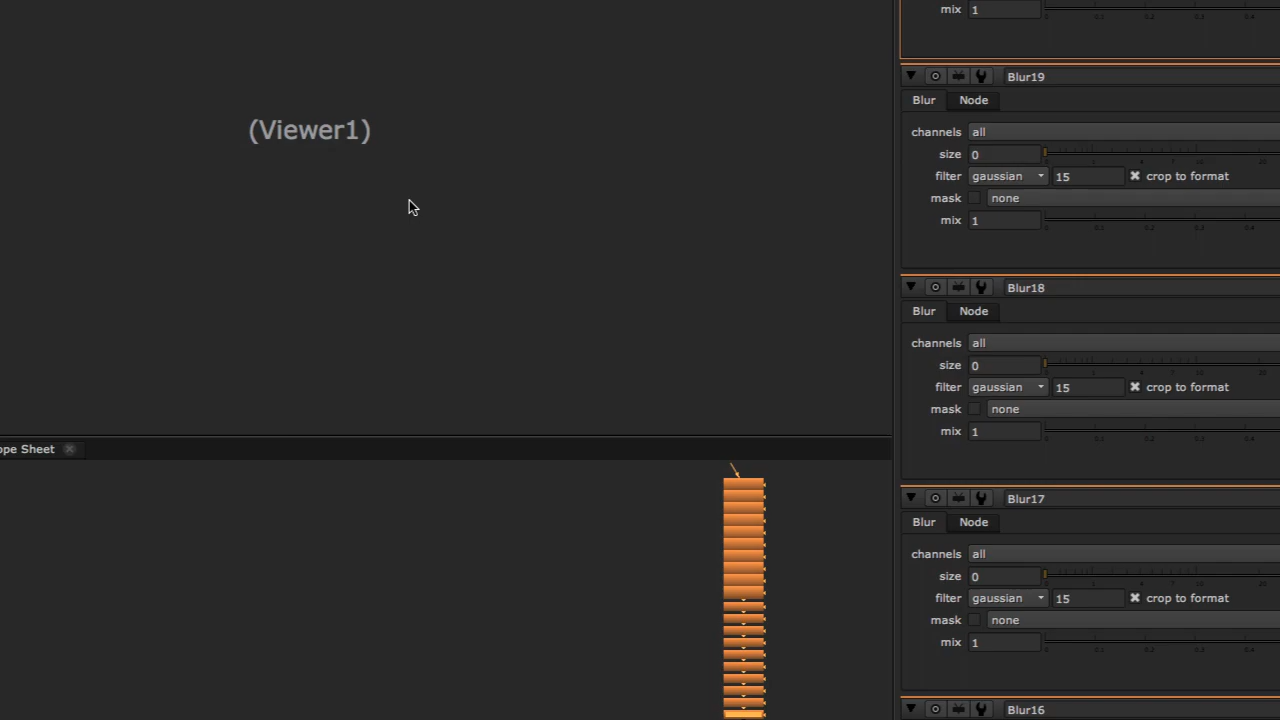 mix 1
Blur19
Blur Node
channels all
size 0
filter gaussian 15 crop to format
mask none
mix 1
Blur18
Blur Node
channels all
size 0
filter gaussian 15 crop to format
mask none
mix 1
Blur17
Blur Node
channels all
size 0
filter gaussian 15 crop to format
mask none
mix 1
Blur16
(Viewer1)
ope Sheet